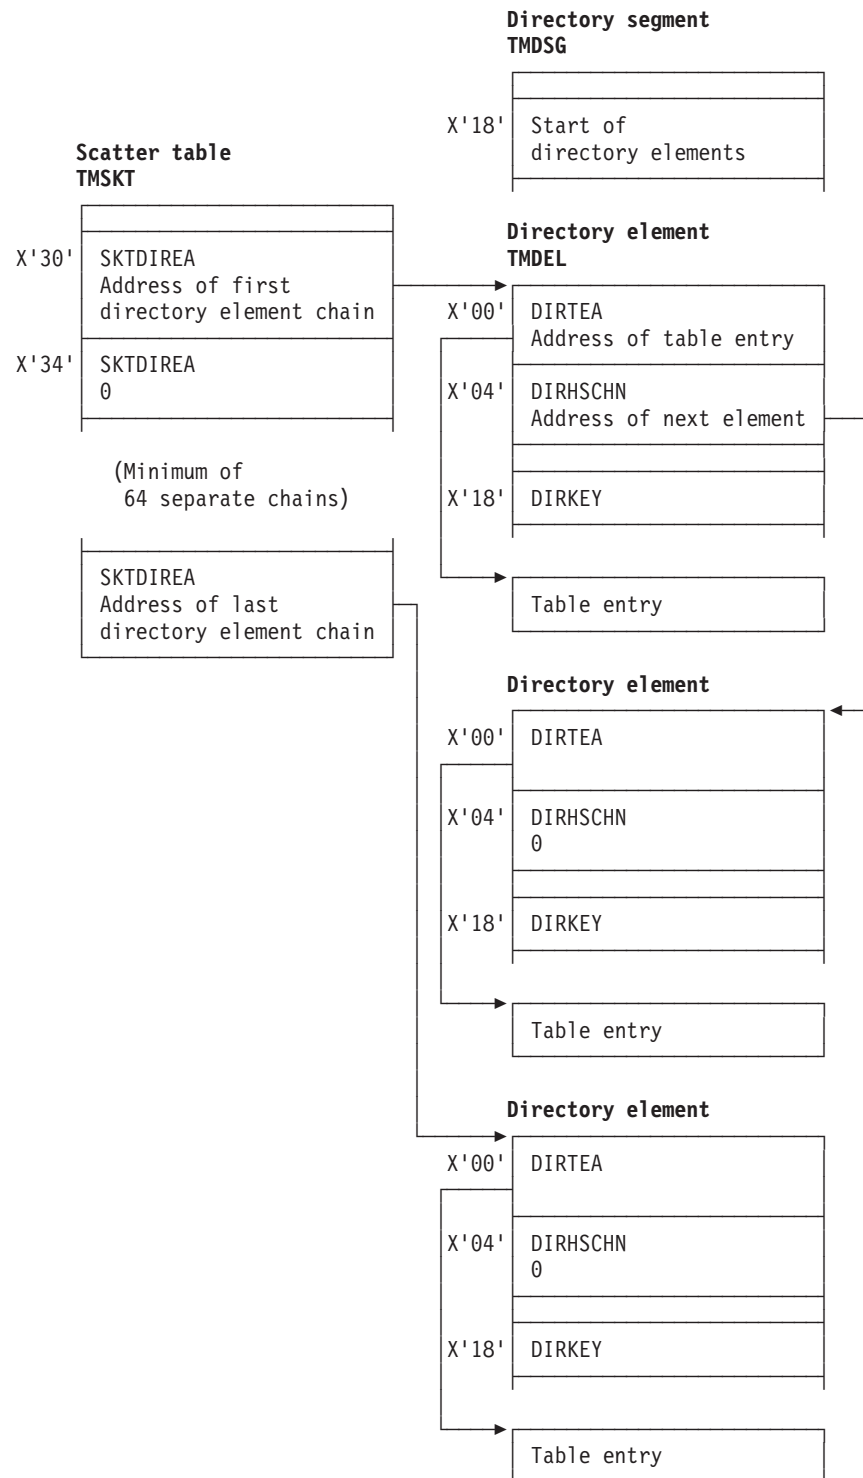 Directory segment
TMDSG
X'18' Start of
directory elements
Scatter table
TMSKT
X'30' SKTDIREA
Address of first
directory element chain
X'34' SKTDIREA
0
(Minimum of
64 separate chains)
SKTDIREA
Address of last
directory element chain
Directory element
TMDEL
X'00' DIRTEA
Address of table entry
X'04' DIRHSCHN
Address of next element
X'18' DIRKEY
Table entry
Directory element
X'00' DIRTEA
X'04' DIRHSCHN
0
X'18' DIRKEY
Table entry
Directory element
X'00' DIRTEA
X'04' DIRHSCHN
0
X'18' DIRKEY
Table entry